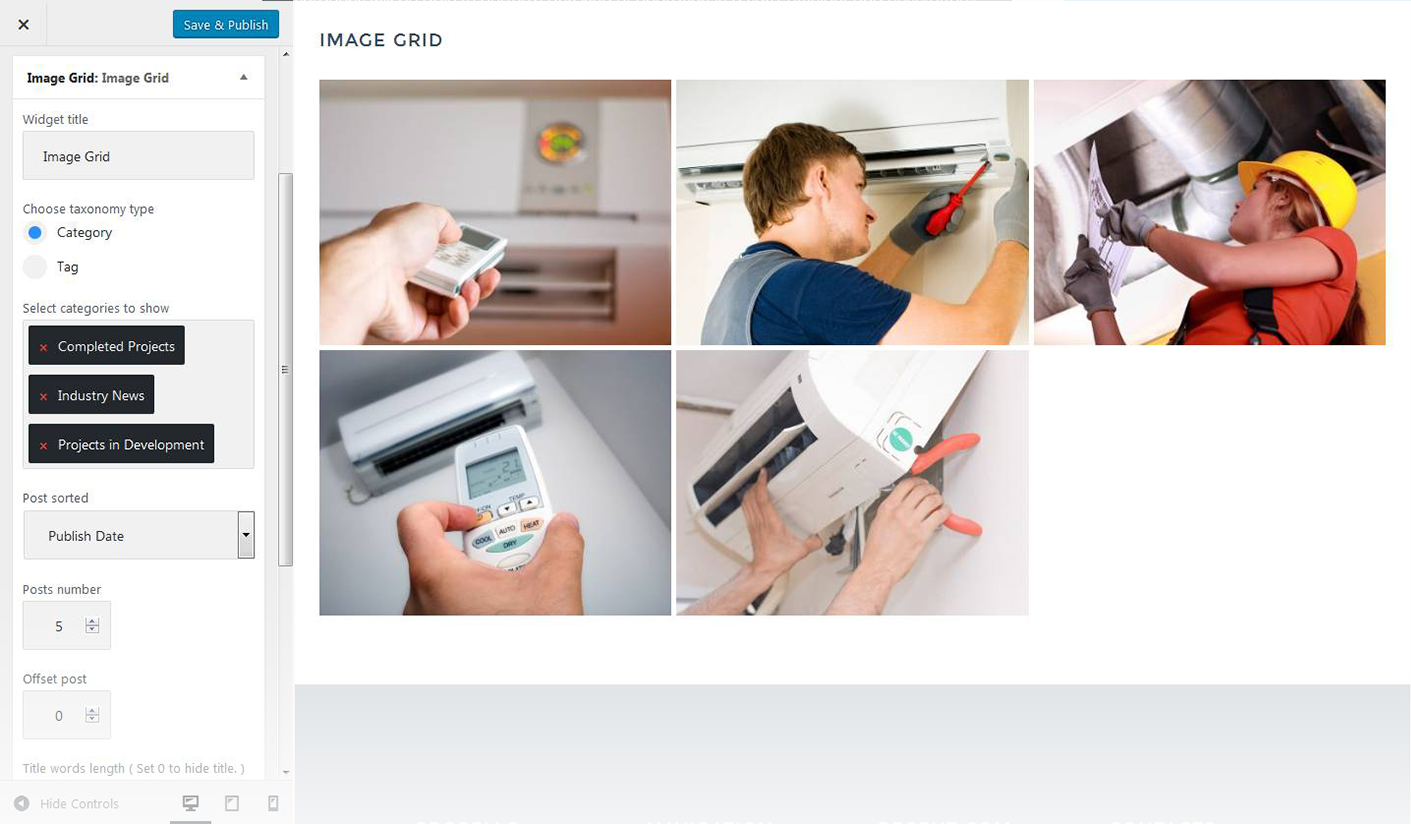 Save & Publish
Image Grid: Image Grid
Widget title
Image Grid
Choose taxonomy type
Category
Tag
Select categories to show
× Completed Projects
× Industry News
× Projects in Development
Post sorted
Publish Date
Posts number
5
Offset post
0
Title words length ( Set 0 to hide title. )
Hide Controls
IMAGE GRID
21
TEMP
AUTO
HEAT
COOL
DRY